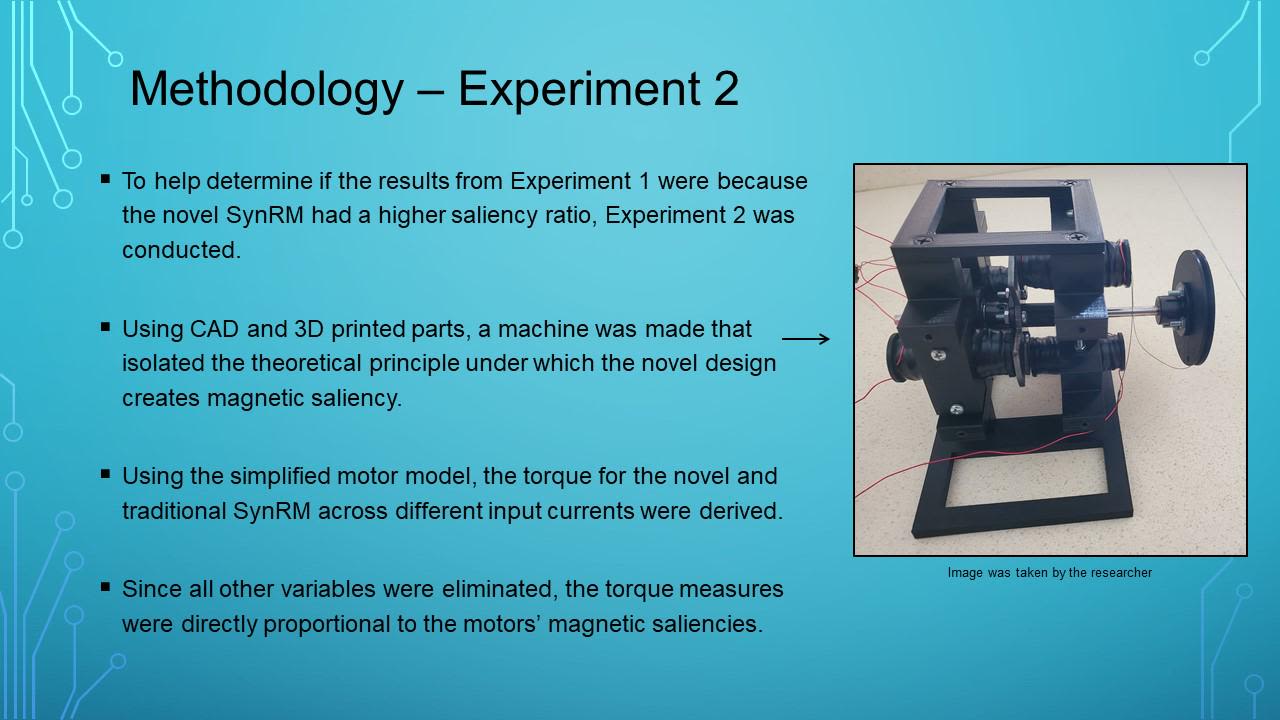 Methodology – Experiment 2
▪ To help determine if the results from Experiment 1 were because
the novel SynRM had a higher saliency ratio, Experiment 2 was
conducted.
▪ Using CAD and 3D printed parts, a machine was made that
isolated the theoretical principle under which the novel design
creates magnetic saliency.
▪ Using the simplified motor model, the torque for the novel and
traditional SynRM across different input currents were derived.
▪ Since all other variables were eliminated, the torque measures
were directly proportional to the motors’ magnetic saliencies.
Image was taken by the researcher